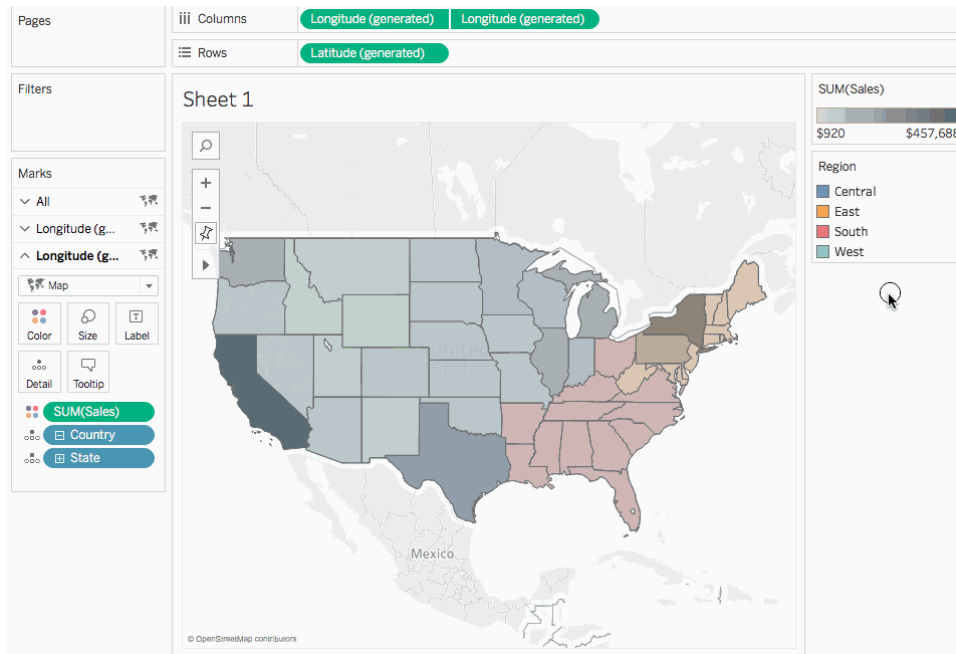 Pages
Columns
Longitude (generated) Longitude (generated)
Rows
Latitude (generated)
Filters
Marks
All
Longitude (g...
Longitude (g...
Map
Color Size Label
Detail Tooltip
SUM(Sales)
Country
State
Sheet 1
United
States
Mexico
© OpenStreetMap contributors
SUM(Sales)
$920 $457,688
Region
Central
East
South
West